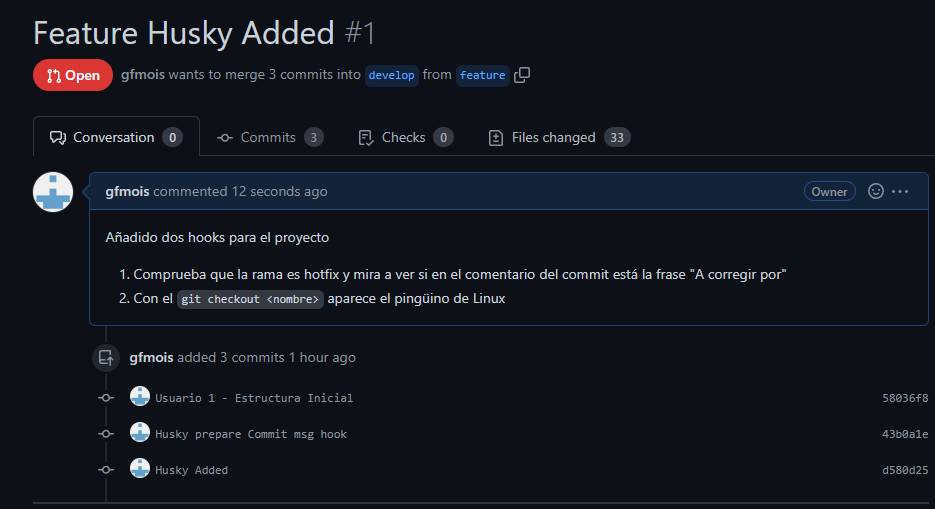 Feature Husky Added #1
Open gfmois wants to merge 3 commits into develop from feature
Conversation 0 Commits 3 Checks 0 Files changed 33
gfmois commented 12 seconds ago Owner
Añadido dos hooks para el proyecto
1. Comprueba que la rama es hotfix y mira a ver si en el comentario del commit está la frase "A corregir por"
2. Con el git checkout <nombre> aparece el pingüino de Linux
gfmois added 3 commits 1 hour ago
Usuario 1 - Estructura Inicial 58036f8
Husky prepare Commit msg hook 43b0a1e
Husky Added d580d25